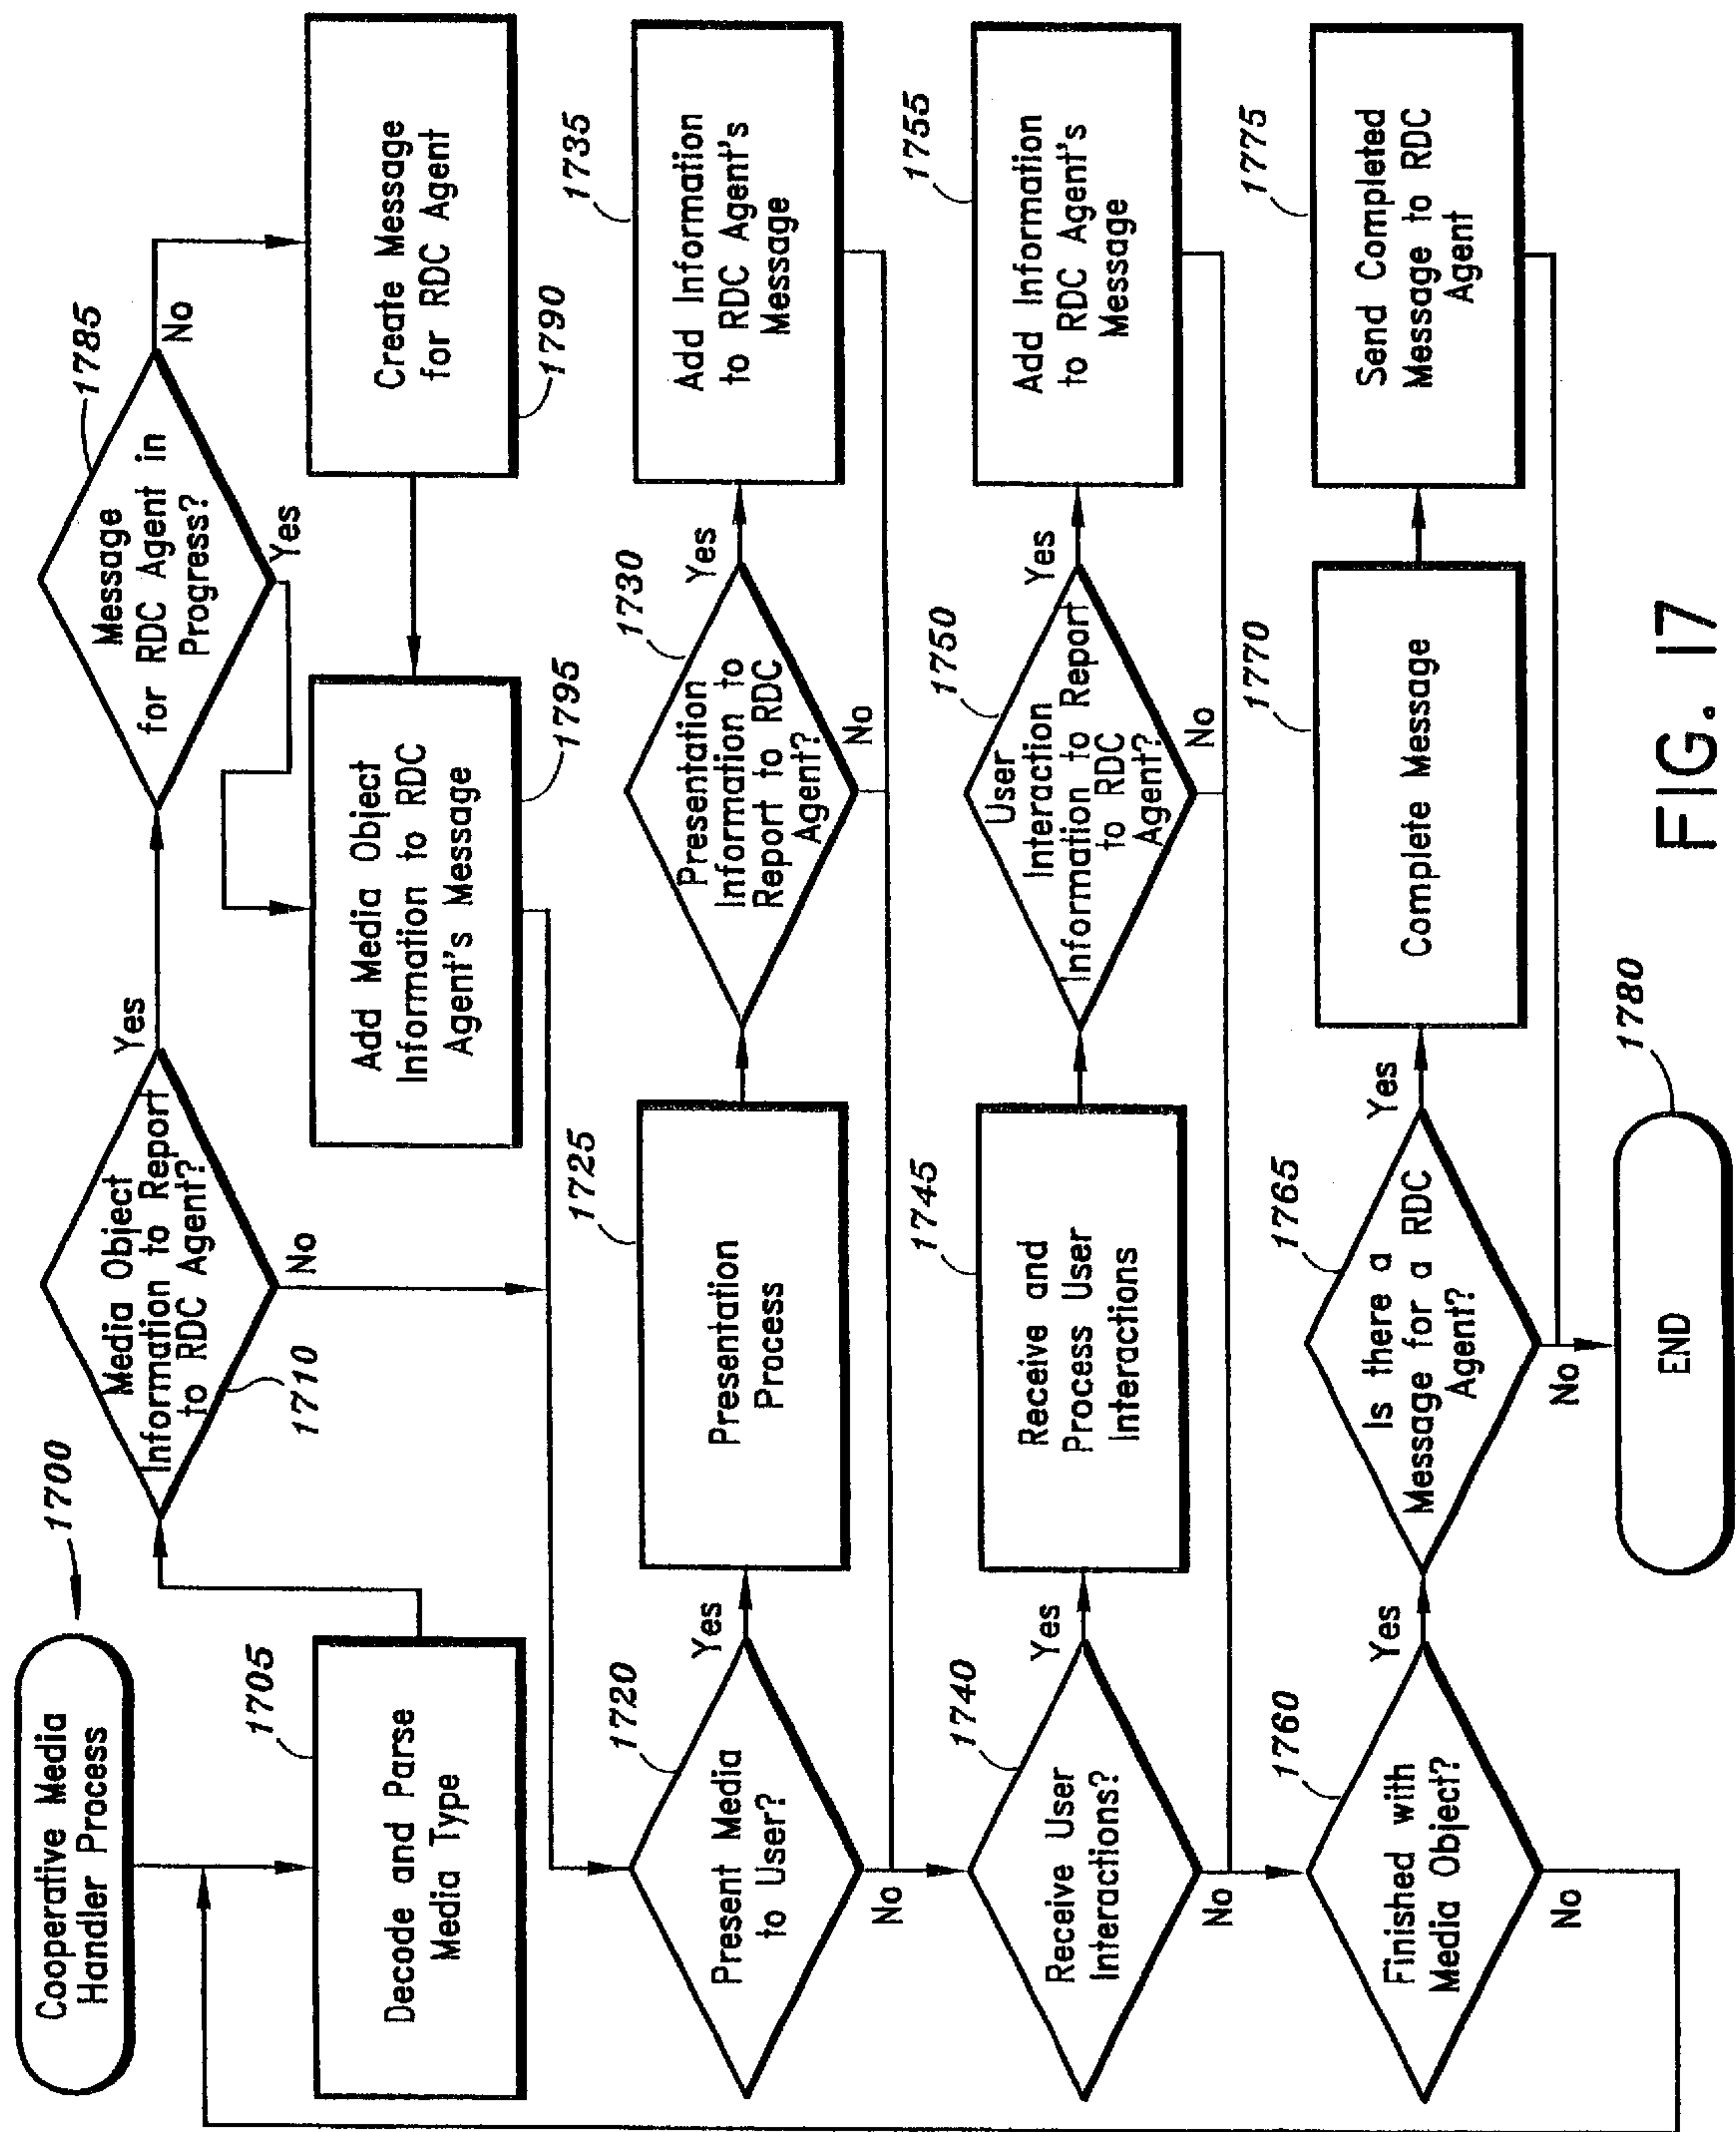 Cooperative Media
Handler Process
1700
1705
Decode and Parse
Media Type
Media Object
Information to Report
to RDC Agent?
1710
Yes
No
Message
for RDC Agent in
Progress?
1785
No
Yes
Create Message
for RDC Agent
1790
Add Media Object
Information to RDC
Agent's Message
1795
1720
Present Media
to User?
Yes
No
1725
Presentation
Process
1730
Presentation
Information to
Report to RDC
Agent?
Yes
No
1735
Add Information
to RDC Agent's
Message
1740
Receive User
Interactions?
Yes
No
1745
Receive and
Process User
Interactions
1750
User
Interaction
Information to Report
to RDC
Agent?
Yes
No
1755
Add Information
to RDC Agent's
Message
1760
Finished with
Media Object?
Yes
No
1765
Is there a
Message for a RDC
Agent?
Yes
No
1770
Complete Message
1775
Send Completed
Message to RDC
Agent
1780
END
FIG. 17